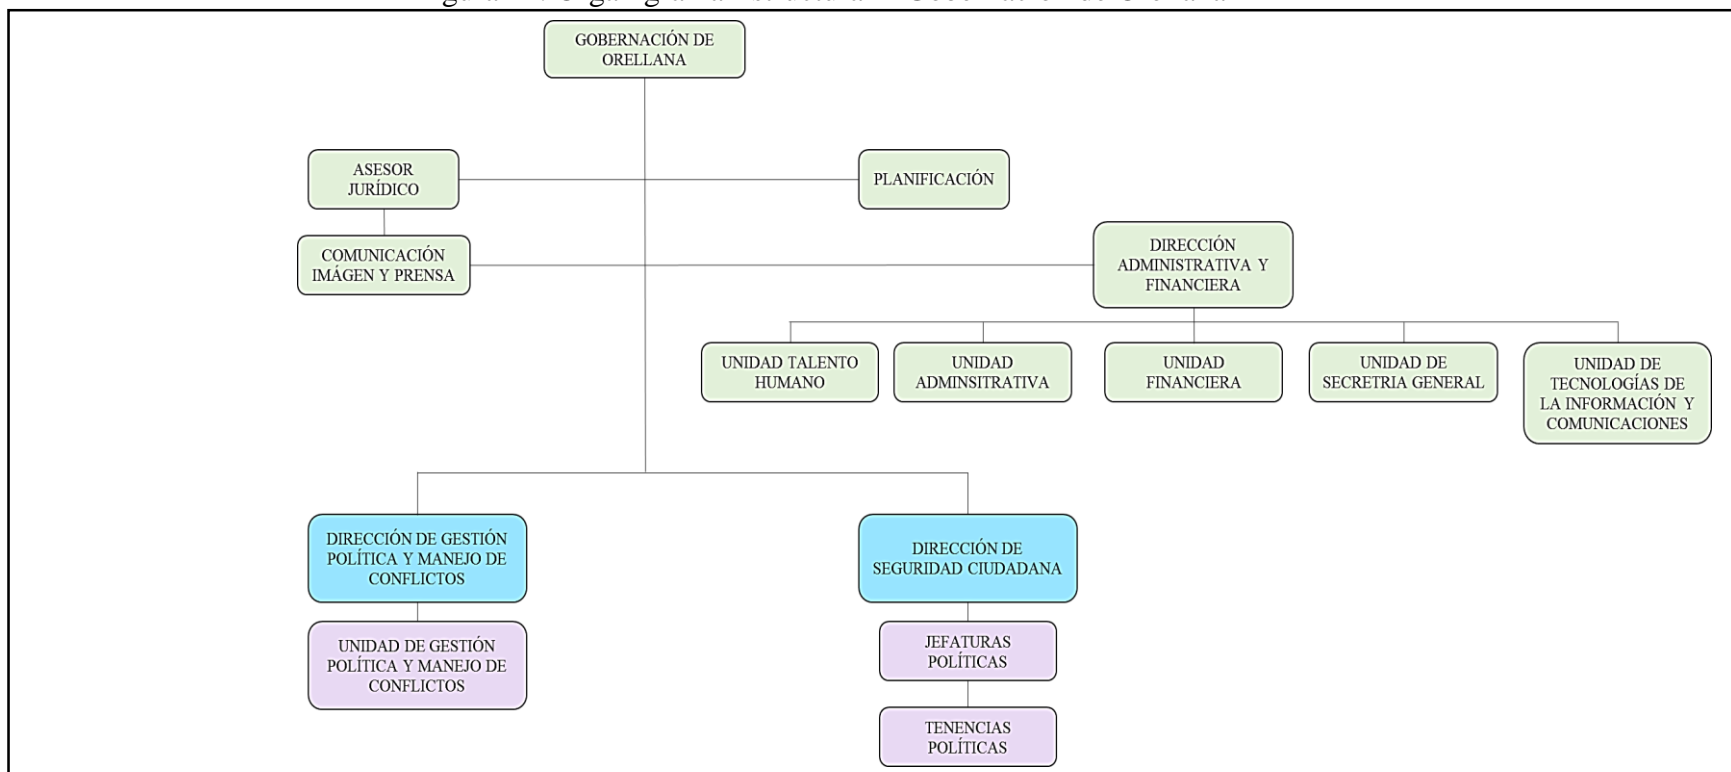 GOBERNACIÓN DE
ORELLANA
ASESOR
JURÍDICO
PLANIFICACIÓN
COMUNICACIÓN
IMÁGEN Y PRENSA
DIRECCIÓN
ADMINISTRATIVA Y
FINANCIERA
UNIDAD TALENTO
HUMANO
UNIDAD
ADMINSITRATIVA
UNIDAD
FINANCIERA
UNIDAD DE
SECRETRIA GENERAL
UNIDAD DE
TECNOLOGÍAS DE
LA INFORMACIÓN Y
COMUNICACIONES
DIRECCIÓN DE GESTIÓN
POLÍTICA Y MANEJO DE
CONFLICTOS
DIRECCIÓN DE
SEGURIDAD CIUDADANA
UNIDAD DE GESTIÓN
POLÍTICA Y MANEJO DE
CONFLICTOS
JEFATURAS
POLÍTICAS
TENENCIAS
POLÍTICAS